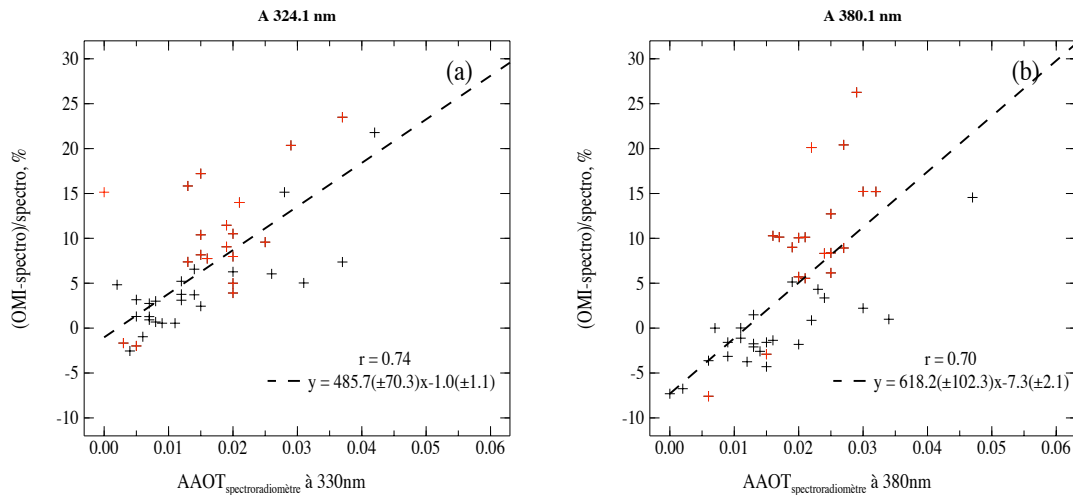 A 324.1 nm
(a)
(OMI-spectro)/spectro, %
30
25
20
15
10
5
0
-5
-10
r = 0.74
y = 485.7(±70.3)x-1.0(±1.1)
0.00 0.01 0.02 0.03 0.04 0.05 0.06
AAOTspectroradiomètre à 330nm
A 380.1 nm
(b)
(OMI-spectro)/spectro, %
30
25
20
15
10
5
0
-5
-10
r = 0.70
y = 618.2(±102.3)x-7.3(±2.1)
0.00 0.01 0.02 0.03 0.04 0.05 0.06
AAOTspectroradiomètre à 380nm